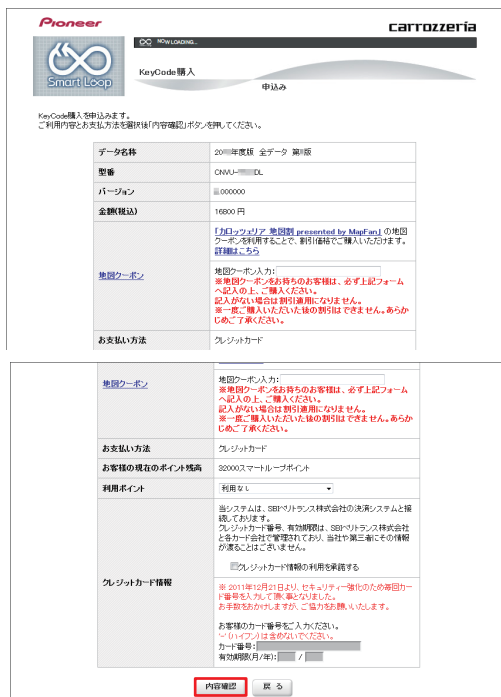 Pioneer
carrozzeria
NOW LOADING...
Smart Loop
KeyCode購入
申込み
KeyCode購入を申込みます。
ご利用内容とお支払方法を選択後「内容確認」ボタンを押してください。
データ名称
20 年度版 全データ 第 版
型番
CNVU- DL
バージョン
.000000
金額(税込)
16800 円
地図クーポン
「カロッツェリア 地図割 presented by MapFan」の地図
クーポンを利用することで、割引価格でご購入いただけます。
詳細はこちら
地図クーポン入力:
※地図クーポンをお持ちのお客様は、必ず上記フォーム
へ記入の上、ご購入ください。
記入がない場合は割引適用になりません。
※一度ご購入いただいた後の割引はできません。あらか
じめご了承ください。
お支払い方法
クレジットカード
地図クーポン
地図クーポン入力:
※地図クーポンをお持ちのお客様は、必ず上記フォーム
へ記入の上、ご購入ください。
記入がない場合は割引適用になりません。
※一度ご購入いただいた後の割引はできません。あらか
じめご了承ください。
お支払い方法
クレジットカード
お客様の現在のポイント残高
32000スマートループポイント
利用ポイント
利用なし
クレジットカード情報
当システムは、SBIベリトランス株式会社の決済システムと接
続しております。
クレジットカード番号、有効期限は、SBIベリトランス株式会社
と各カード会社で管理されており、当社や第三者にその情報
が渡ることはございません。
クレジットカード情報の利用を承諾する
※ 2011年12月21日より、セキュリティー強化のため毎回カー
ド番号を入力して頂く事となりました。
お手数をおかけしますが、ご協力をお願いいたします。
お客様のカード番号をご入力ください。
'-'(ハイフン)は含めないでください。
カード番号:
有効期限(月/年): /
内容確認
戻る